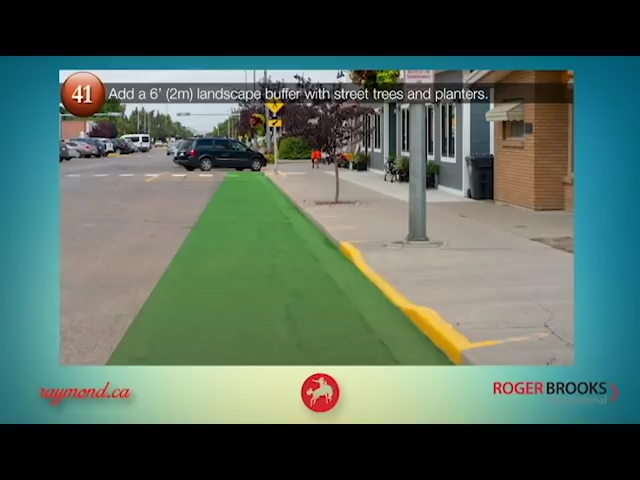 41
Add a 6' (2m) landscape buffer with street trees and planters.
raymond.ca
ROGER BROOKS